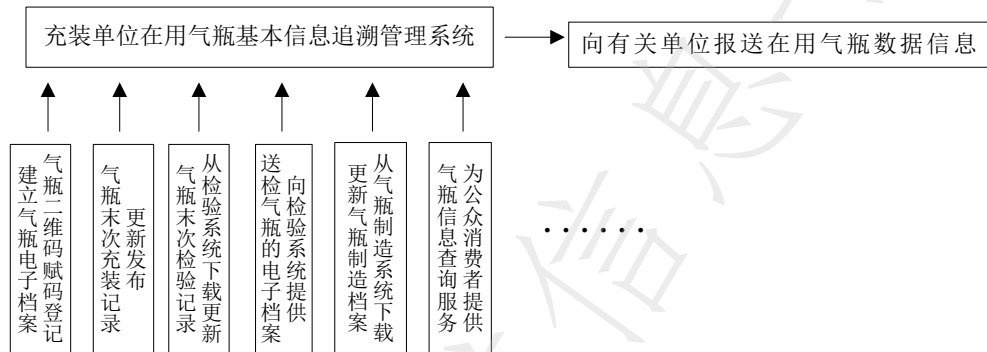 充装单位在用气瓶基本信息追溯管理系统
向有关单位报送在用气瓶数据信息
气瓶二维码赋码登记
建立气瓶电子档案
更新发布
气瓶末次充装记录
从检验系统下载更新
气瓶末次检验记录
向检验系统提供
送检气瓶的电子档案
从气瓶制造系统下载
更新气瓶制造档案
为公众消费者提供
气瓶信息查询服务
······
信息